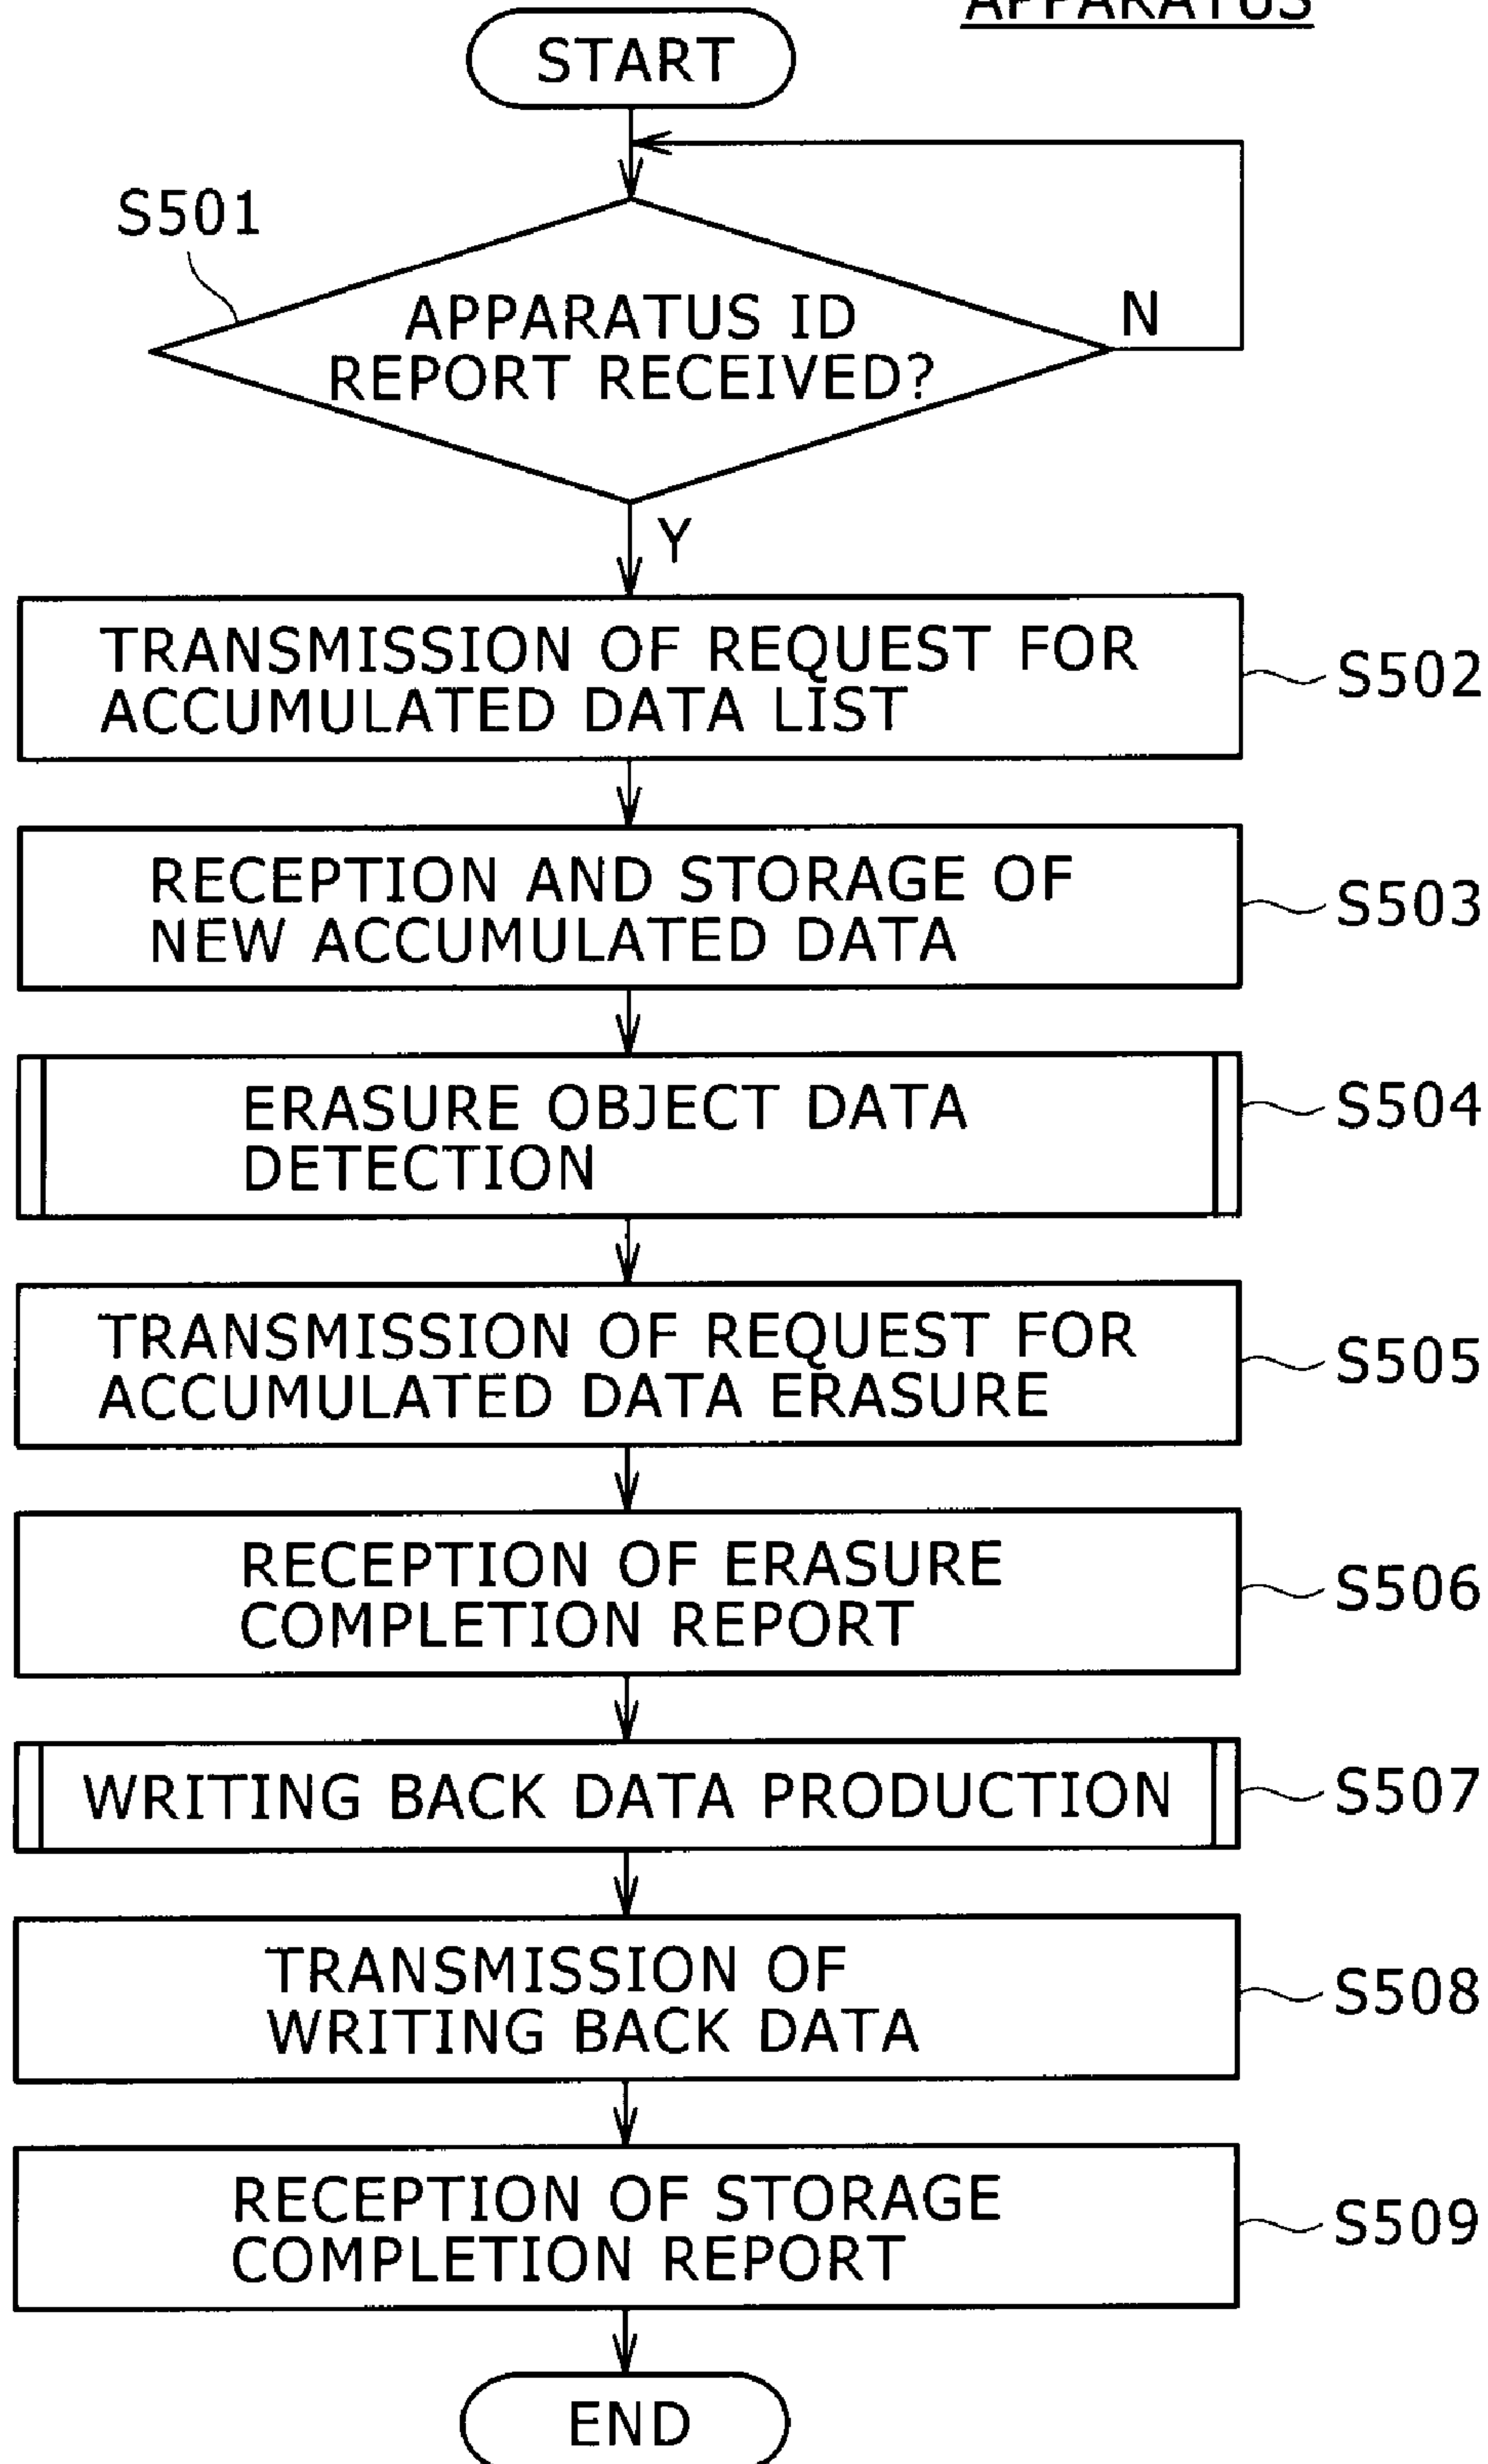 APPARATUS
START
S501
APPARATUS ID
REPORT RECEIVED?
N
Y
TRANSMISSION OF REQUEST FOR
ACCUMULATED DATA LIST
S502
RECEPTION AND STORAGE OF
NEW ACCUMULATED DATA
S503
ERASURE OBJECT DATA
DETECTION
S504
TRANSMISSION OF REQUEST FOR
ACCUMULATED DATA ERASURE
S505
RECEPTION OF ERASURE
COMPLETION REPORT
S506
WRITING BACK DATA PRODUCTION
S507
TRANSMISSION OF
WRITING BACK DATA
S508
RECEPTION OF STORAGE
COMPLETION REPORT
S509
END